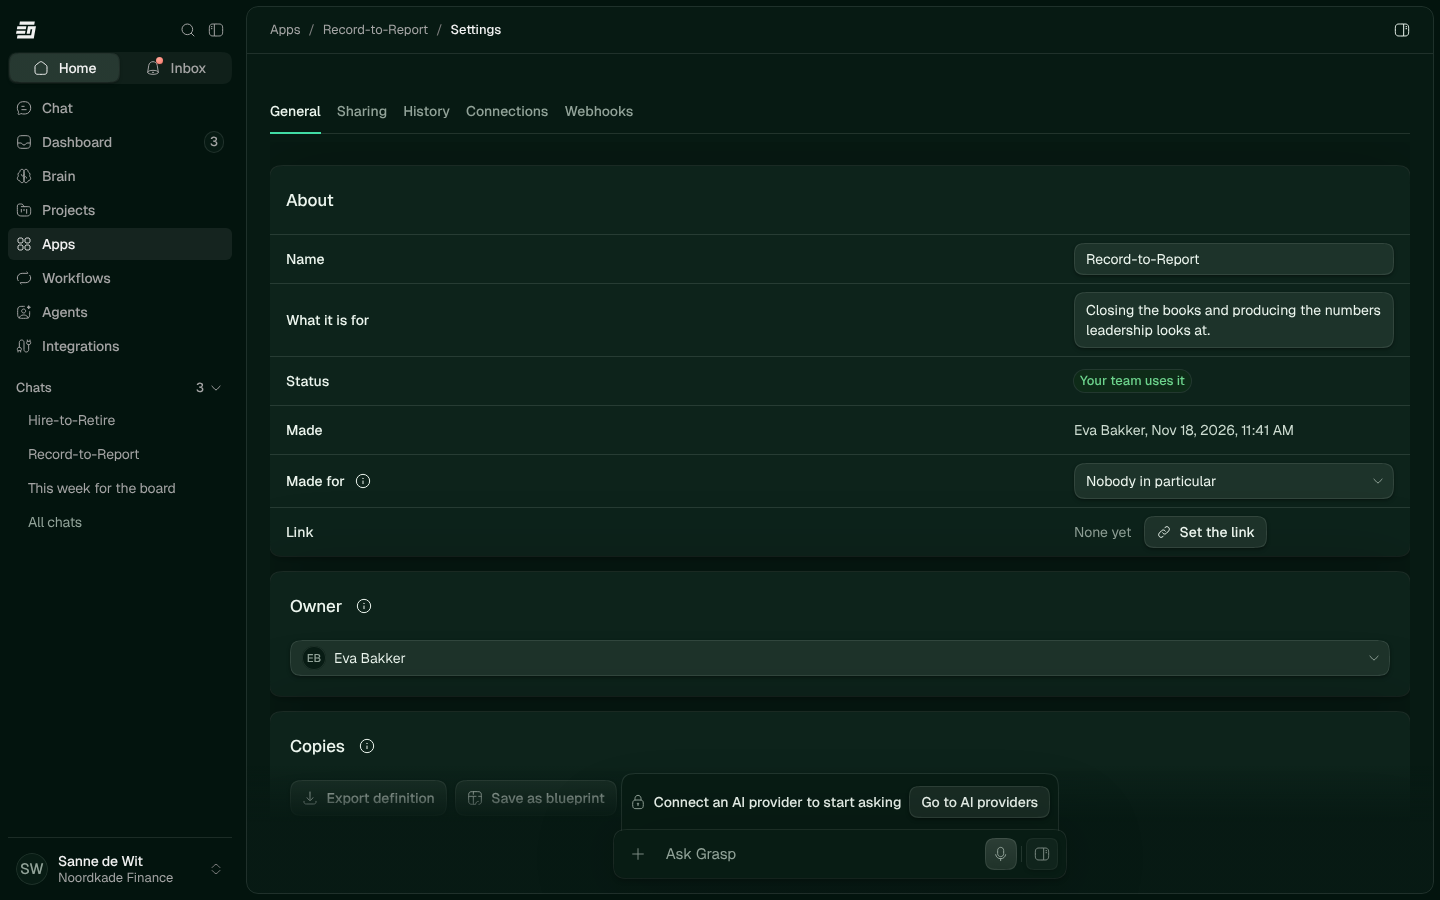 Apps / Record-to-Report / Settings
Home
Inbox
Chat
Dashboard 3
Brain
Projects
Apps
Workflows
Agents
Integrations
Chats 3
Hire-to-Retire
Record-to-Report
This week for the board
All chats
SW
Sanne de Wit
Noordkade Finance
General Sharing History Connections Webhooks
About
Name
Record-to-Report
What it is for
Closing the books and producing the numbers
leadership looks at.
Status
Your team uses it
Made
Eva Bakker, Nov 18, 2026, 11:41 AM
Made for
Nobody in particular
Link
None yet
Set the link
Owner
EB Eva Bakker
Copies
Export definition
Save as blueprint
Connect an AI provider to start asking
Go to AI providers
Ask Grasp